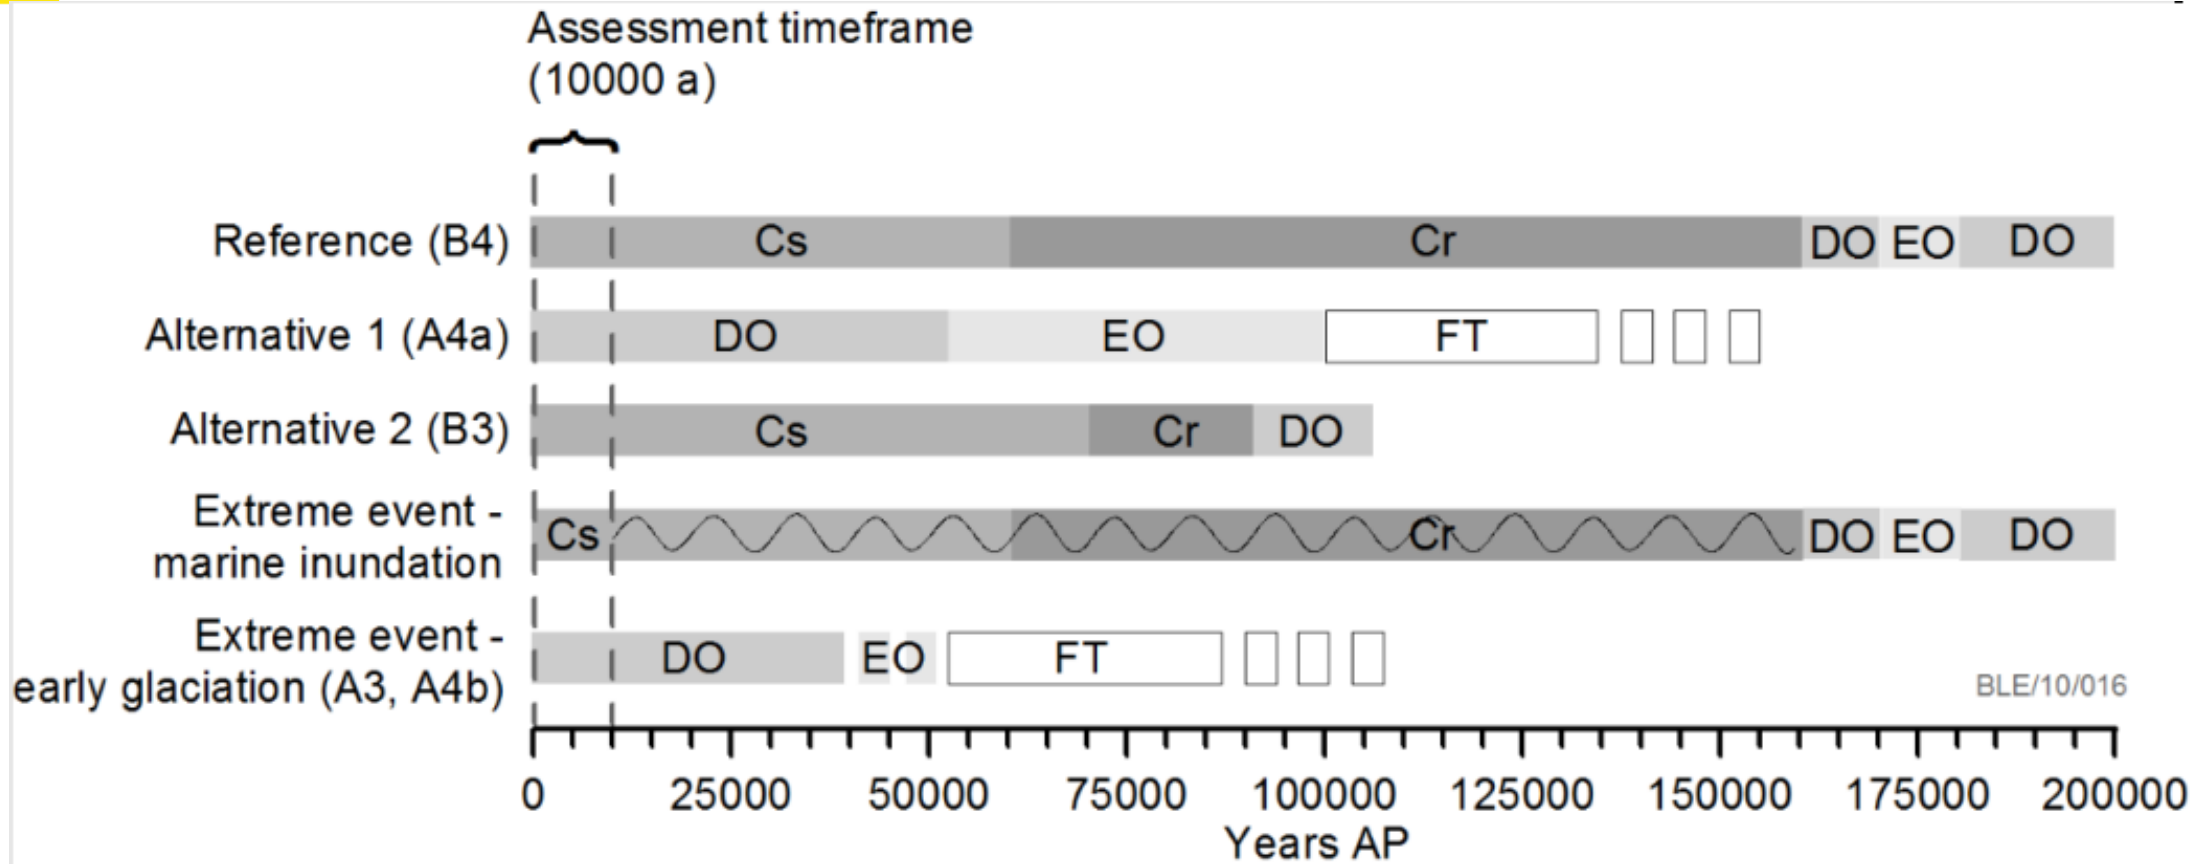 Assessment timeframe
(10000 a)
Reference (B4)
Cs
Cr
DO
EO
DO
Alternative 1 (A4a)
DO
EO
FT
Alternative 2 (B3)
Cs
Cr
DO
Extreme event -
marine inundation
Cs
Cr
DO
EO
DO
Extreme event -
early glaciation (A3, A4b)
DO
EO
FT
BLE/10/016
0 25000 50000 75000 100000 125000 150000 175000 200000
Years AP